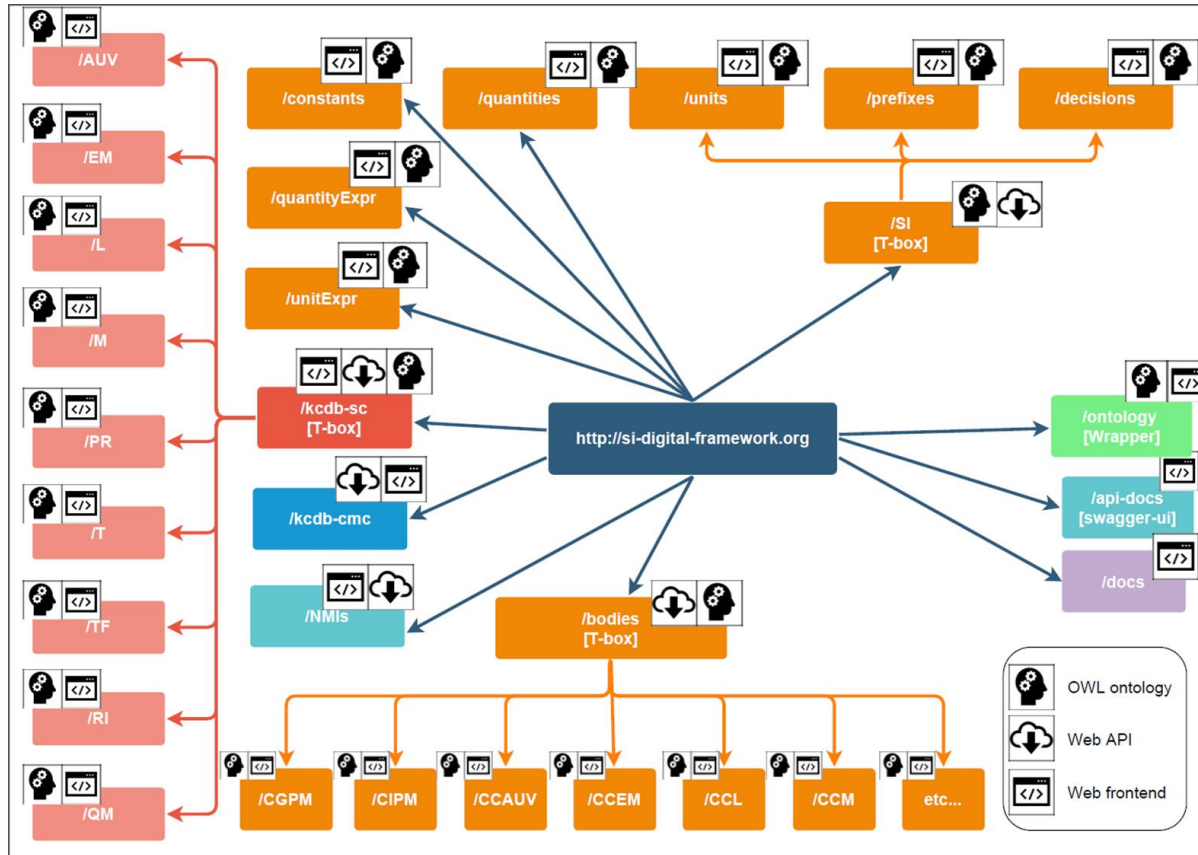 /AUV
/EM
/L
/M
/PR
/T
/TF
/RI
/QM
/constants
/quantities
/units
/prefixes
/decisions
/quantityExpr
/unitExpr
/SI
[T-box]
/kcdb-sc
[T-box]
http://si-digital-framework.org
/ontology
[Wrapper]
/kcdb-cmc
/api-docs
[swagger-ui]
/NMIs
/docs
/bodies
[T-box]
/CGPM
/CIPM
/CCAUV
/CCEM
/CCL
/CCM
etc...
OWL ontology
Web API
Web frontend